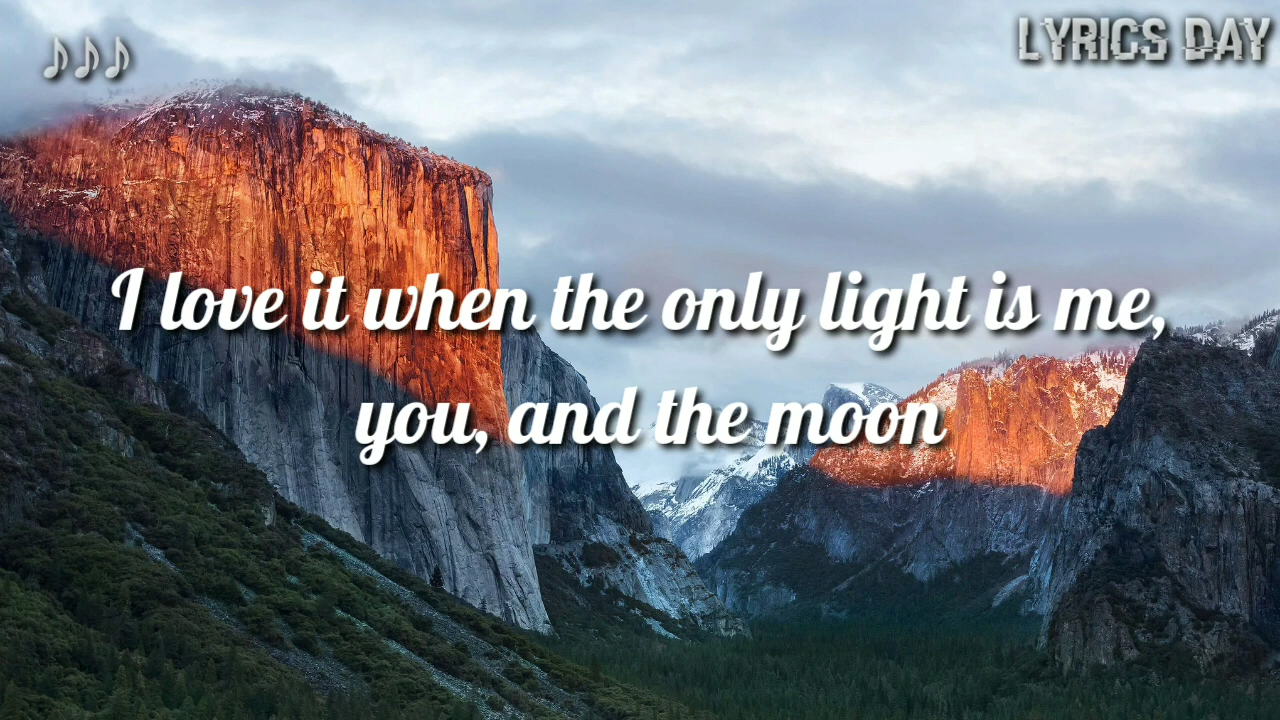 ♪♪♪
LYRICS DAY
I love it when the only light is me,
you, and the moon